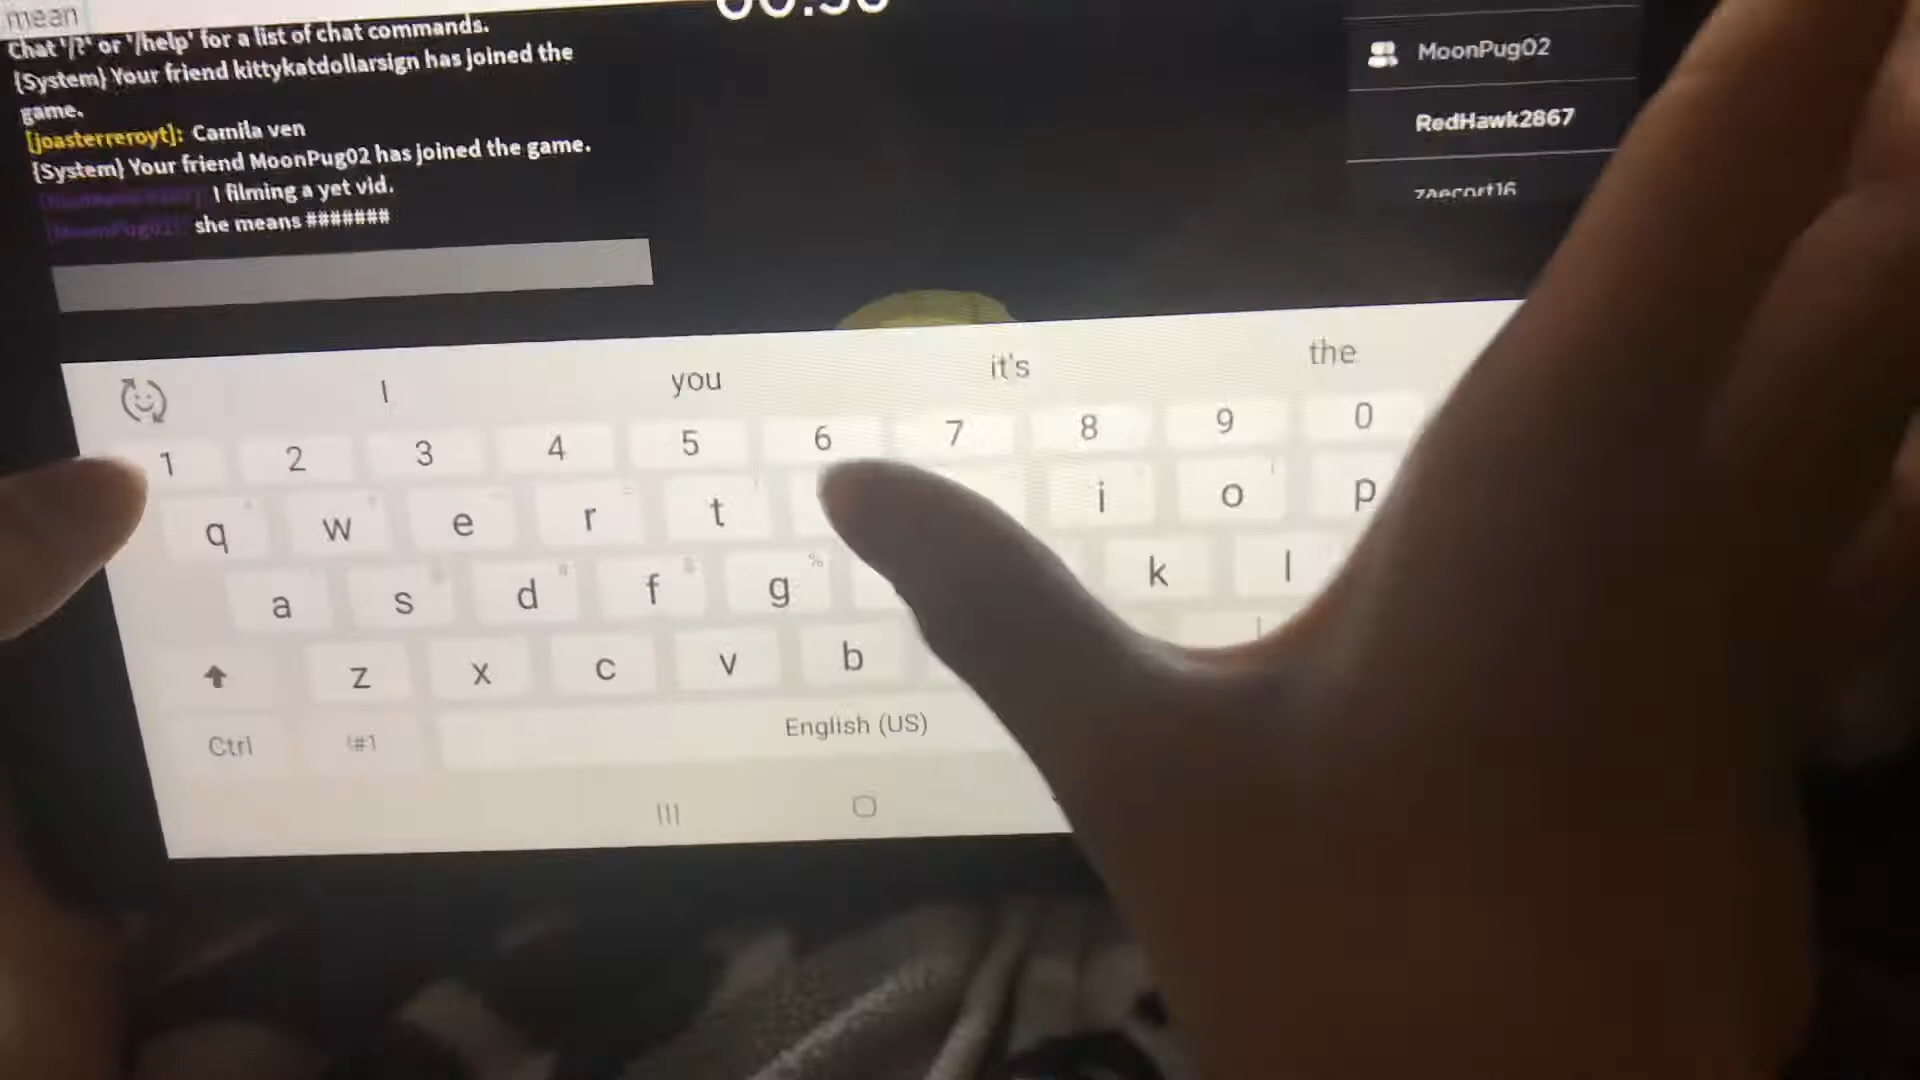 mean
Chat '/?' or '/help' for a list of chat commands.
{System} Your friend kittykatdollarsign has joined the
game.
[joasterreroyt]: Camila ven
{System} Your friend MoonPug02 has joined the game.
I filming a yet vid.
[MoonPug02]: she means #######
MoonPug02
RedHawk2867
zaecort16
I you it's the
1 2 3 4 5 6 7 8 9 0
q w e r t i o p
a s d f g % k l
z x c v b
Ctrl !#1 English (US)